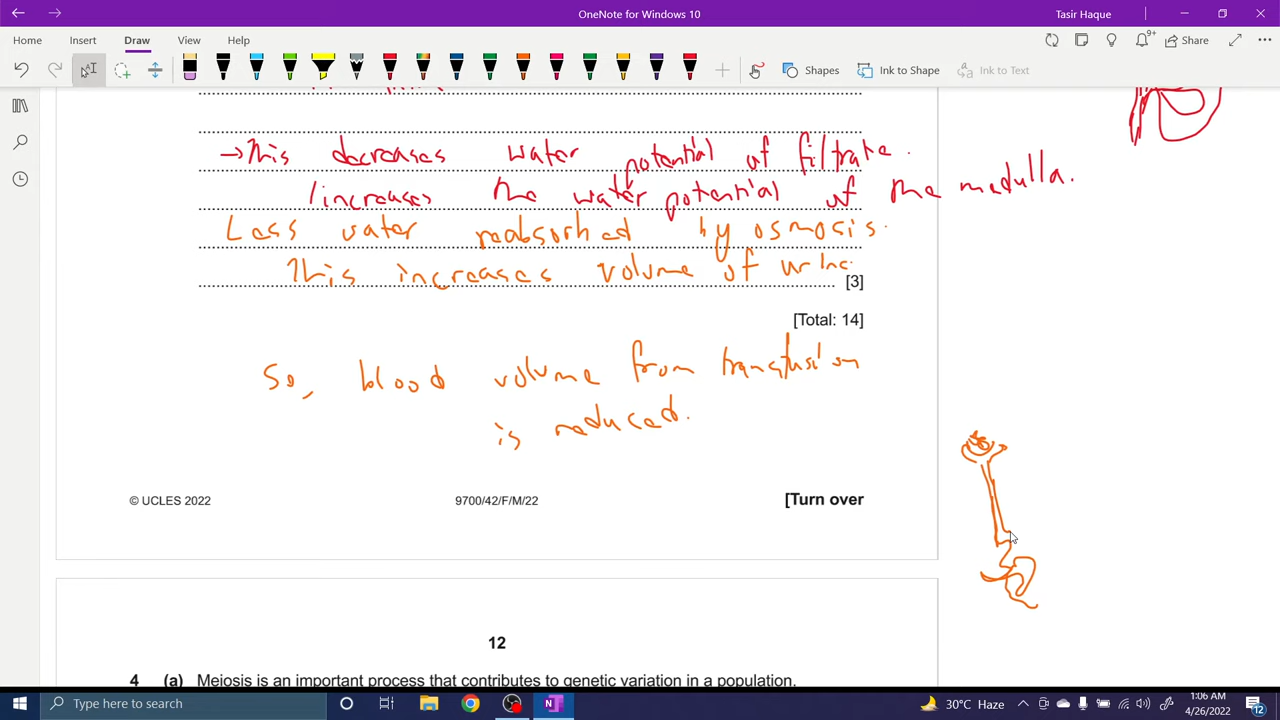 OneNote for Windows 10
Tasir Haque
Home Insert Draw View Help
9+
Share
Shapes
Ink to Shape
Ink to Text
→ This decreases water potential of filtrate.
/increases the water potential of the medulla.
Less water reabsorbed by osmosis.
This increases volume of urine.
[3]
[Total: 14]
So, blood volume from transfusion
is reduced.
© UCLES 2022
9700/42/F/M/22
[Turn over
12
4 (a) Meiosis is an important process that contributes to genetic variation in a population.
Type here to search
30°C Haze
1:06 AM
4/26/2022
12